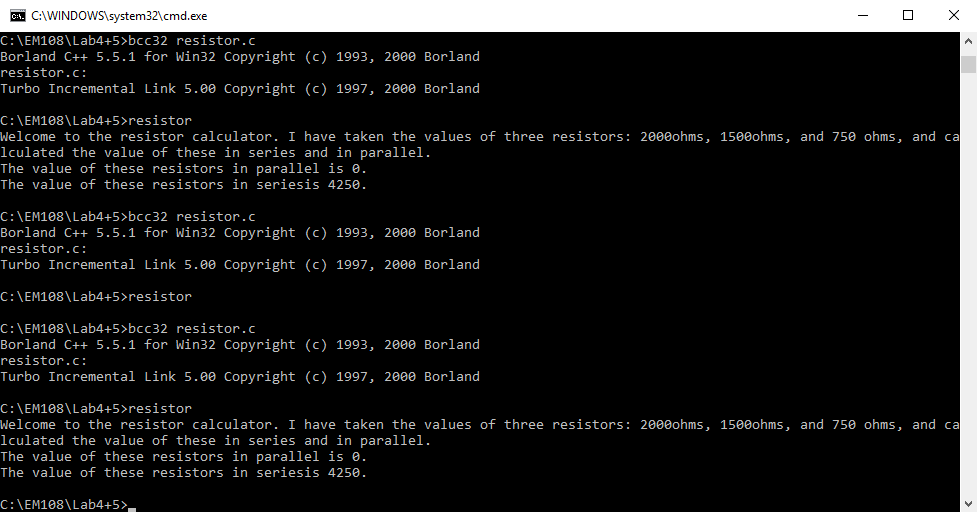 C:\WINDOWS\system32\cmd.exe
C:\EM108\Lab4+5>bcc32 resistor.c
Borland C++ 5.5.1 for Win32 Copyright (c) 1993, 2000 Borland
resistor.c:
Turbo Incremental Link 5.00 Copyright (c) 1997, 2000 Borland
C:\EM108\Lab4+5>resistor
Welcome to the resistor calculator. I have taken the values of three resistors: 2000ohms, 1500ohms, and 750 ohms, and ca
lculated the value of these in series and in parallel.
The value of these resistors in parallel is 0.
The value of these resistors in seriesis 4250.
C:\EM108\Lab4+5>bcc32 resistor.c
Borland C++ 5.5.1 for Win32 Copyright (c) 1993, 2000 Borland
resistor.c:
Turbo Incremental Link 5.00 Copyright (c) 1997, 2000 Borland
C:\EM108\Lab4+5>resistor
C:\EM108\Lab4+5>bcc32 resistor.c
Borland C++ 5.5.1 for Win32 Copyright (c) 1993, 2000 Borland
resistor.c:
Turbo Incremental Link 5.00 Copyright (c) 1997, 2000 Borland
C:\EM108\Lab4+5>resistor
Welcome to the resistor calculator. I have taken the values of three resistors: 2000ohms, 1500ohms, and 750 ohms, and ca
lculated the value of these in series and in parallel.
The value of these resistors in parallel is 0.
The value of these resistors in seriesis 4250.
C:\EM108\Lab4+5>